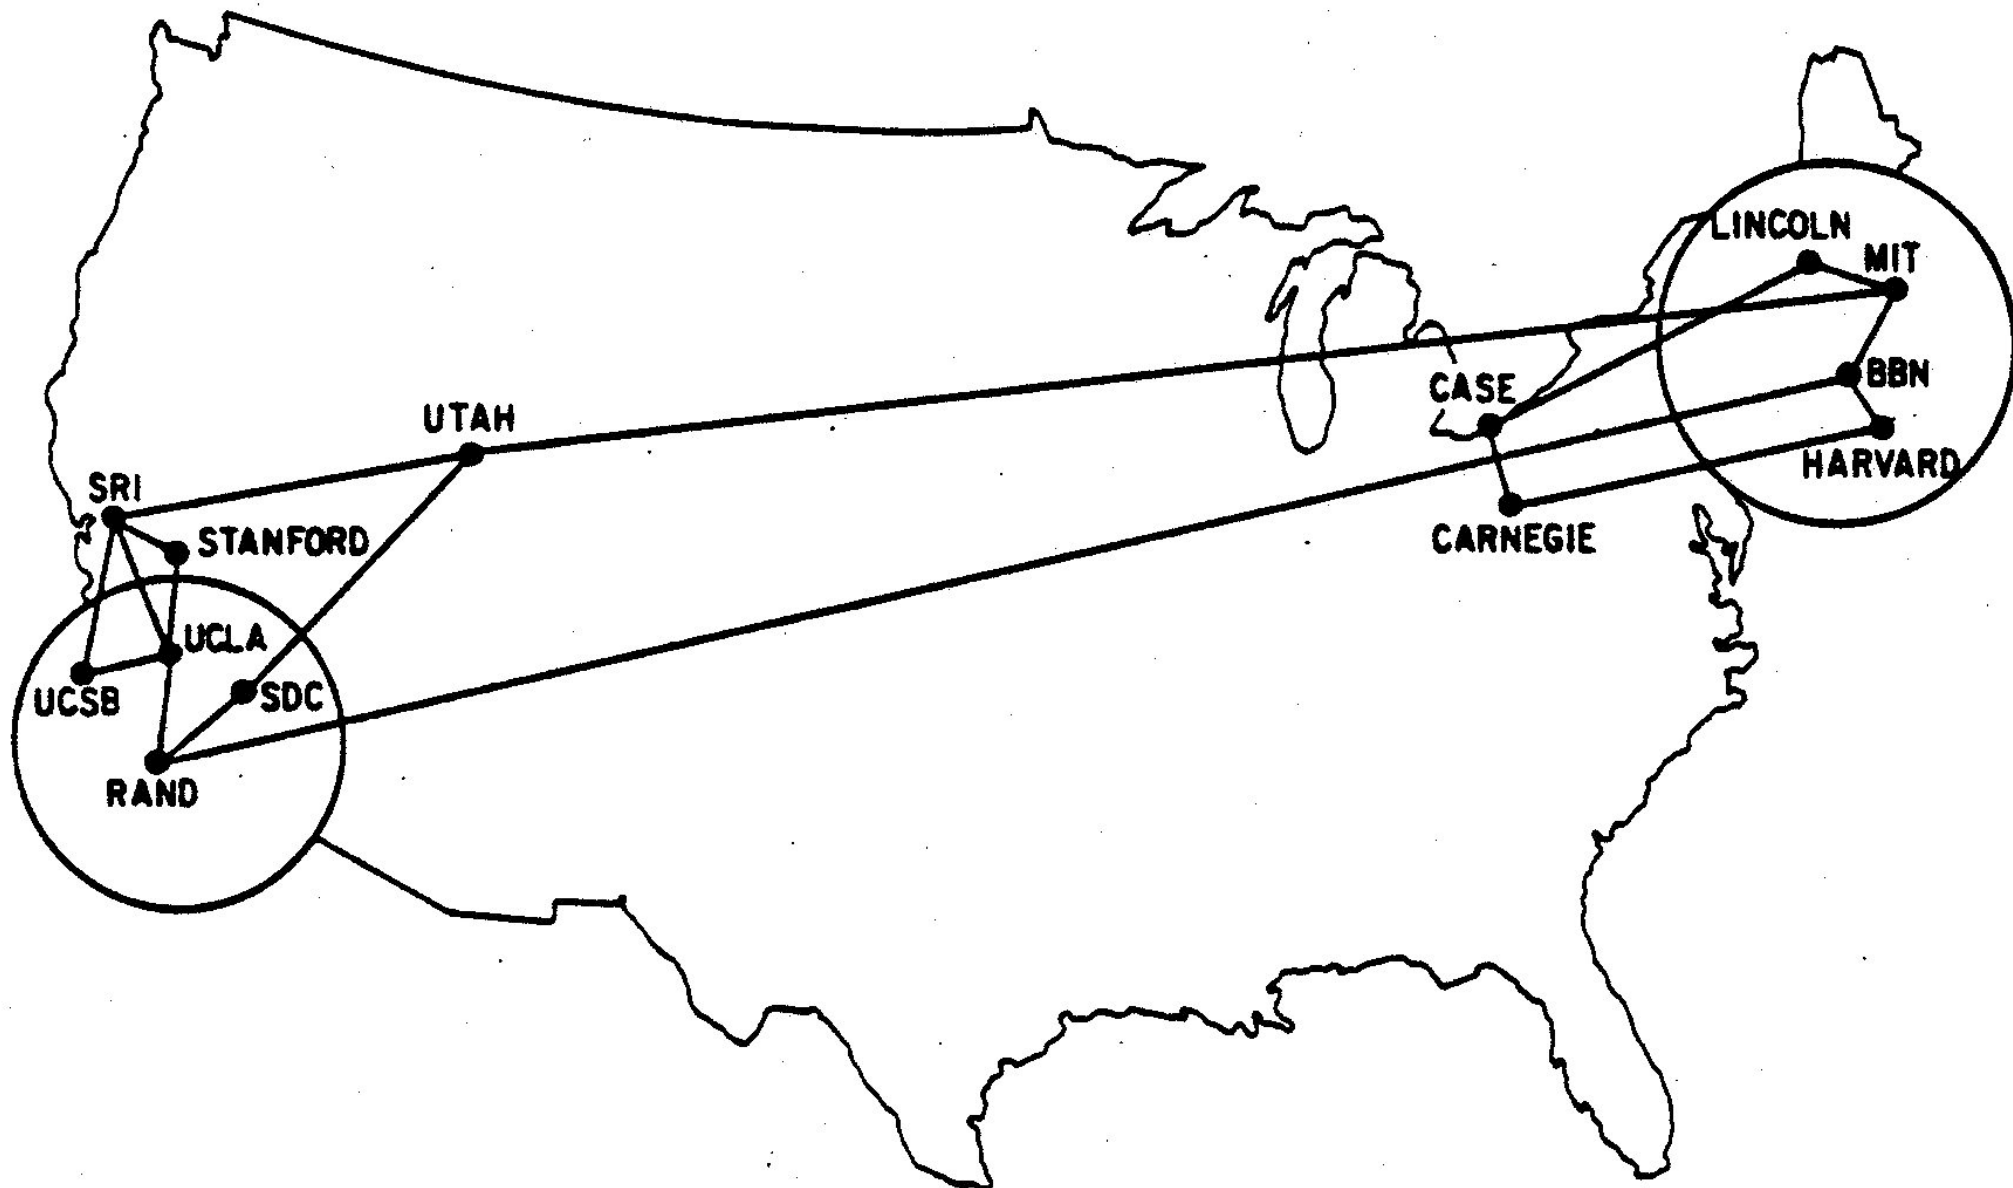 LINCOLN
MIT
CASE
BBN
UTAH
HARVARD
SRI
STANFORD
CARNEGIE
UCLA
UCSB
SDC
RAND